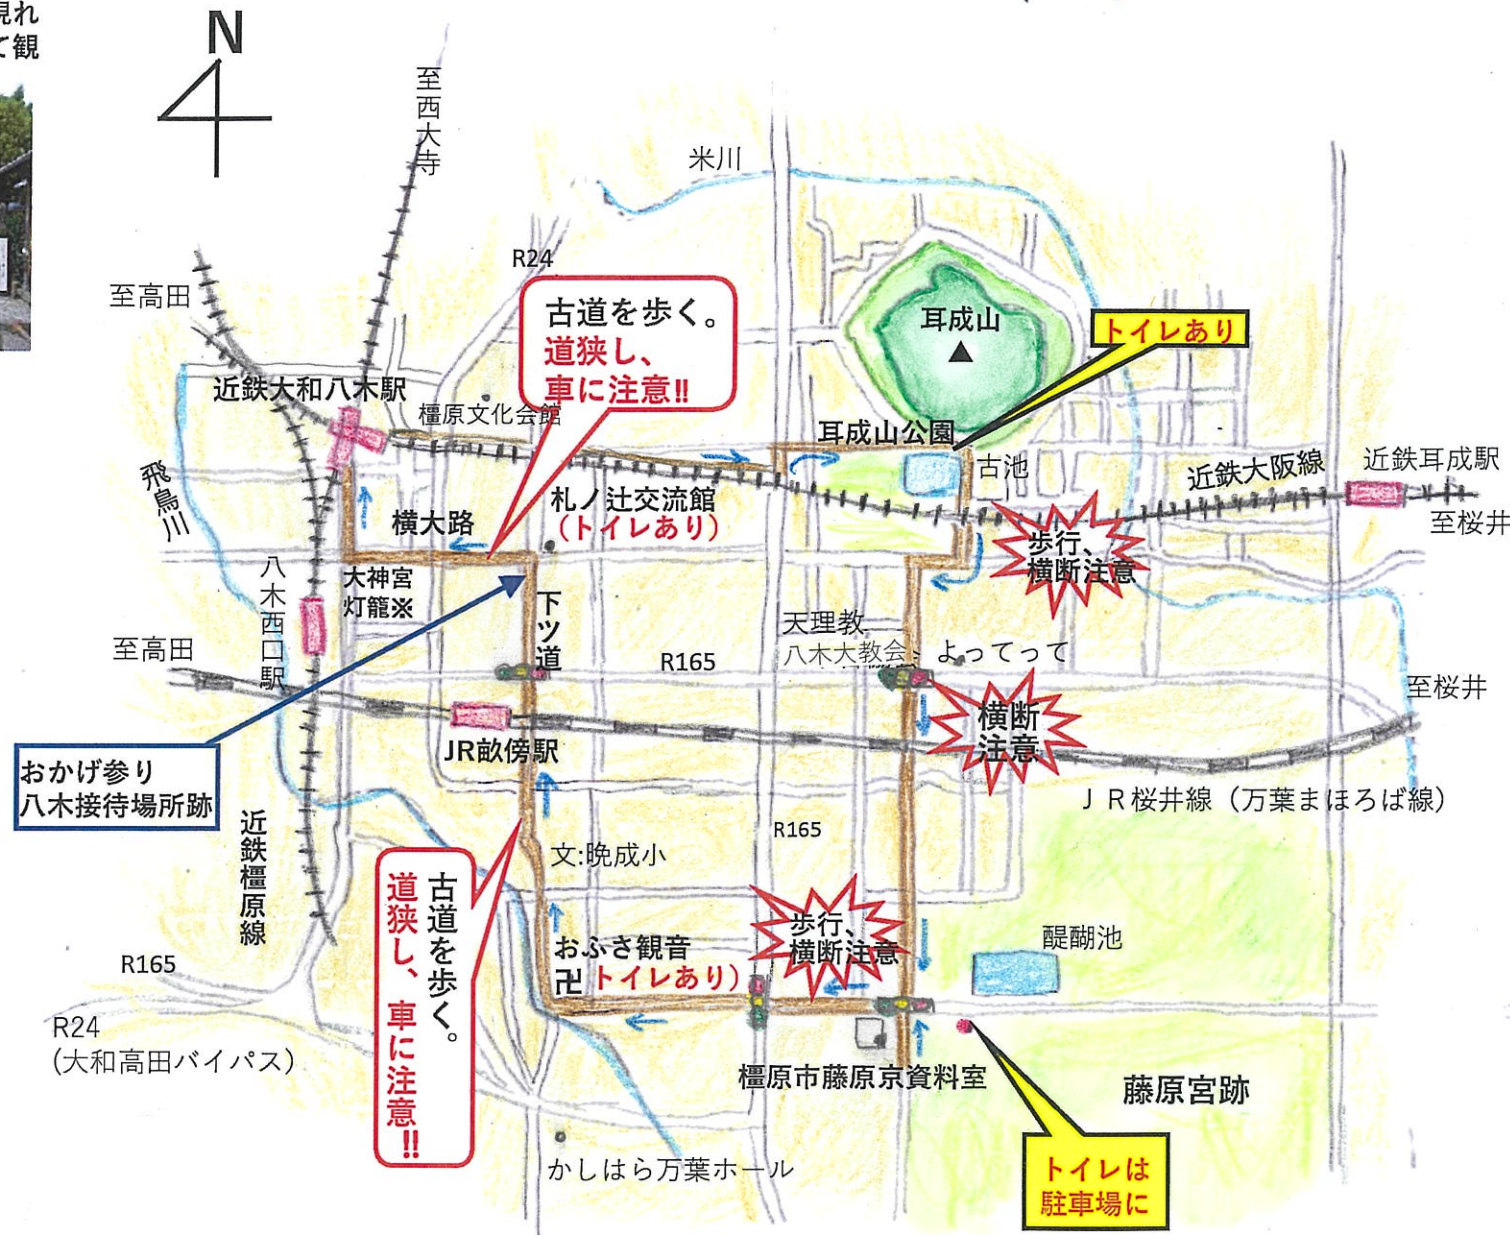 現れ
て観
N
至西大寺
米川
R24
至高田
古道を歩く。
道狭し、
車に注意!!
耳成山
トイレあり
近鉄大和八木駅
橿原文化会館
耳成山公園
古池
近鉄大阪線
近鉄耳成駅
至桜井
飛鳥川
横大路
札ノ辻交流館
（トイレあり）
歩行、
横断注意
大神宮
灯籠※
八木西口駅
下ツ道
天理教
八木大教会
よってって
至高田
R165
至桜井
横断
注意
JR畝傍駅
おかげ参り
八木接待場所跡
ＪＲ桜井線（万葉まほろば線）
近鉄橿原線
R165
文:晩成小
古道を歩く。
道狭し、車に注意!!
歩行、
横断注意
おふさ観音
卍トイレあり）
醍醐池
R165
R24
(大和高田バイパス)
橿原市藤原京資料室
藤原宮跡
トイレは
駐車場に
かしはら万葉ホール